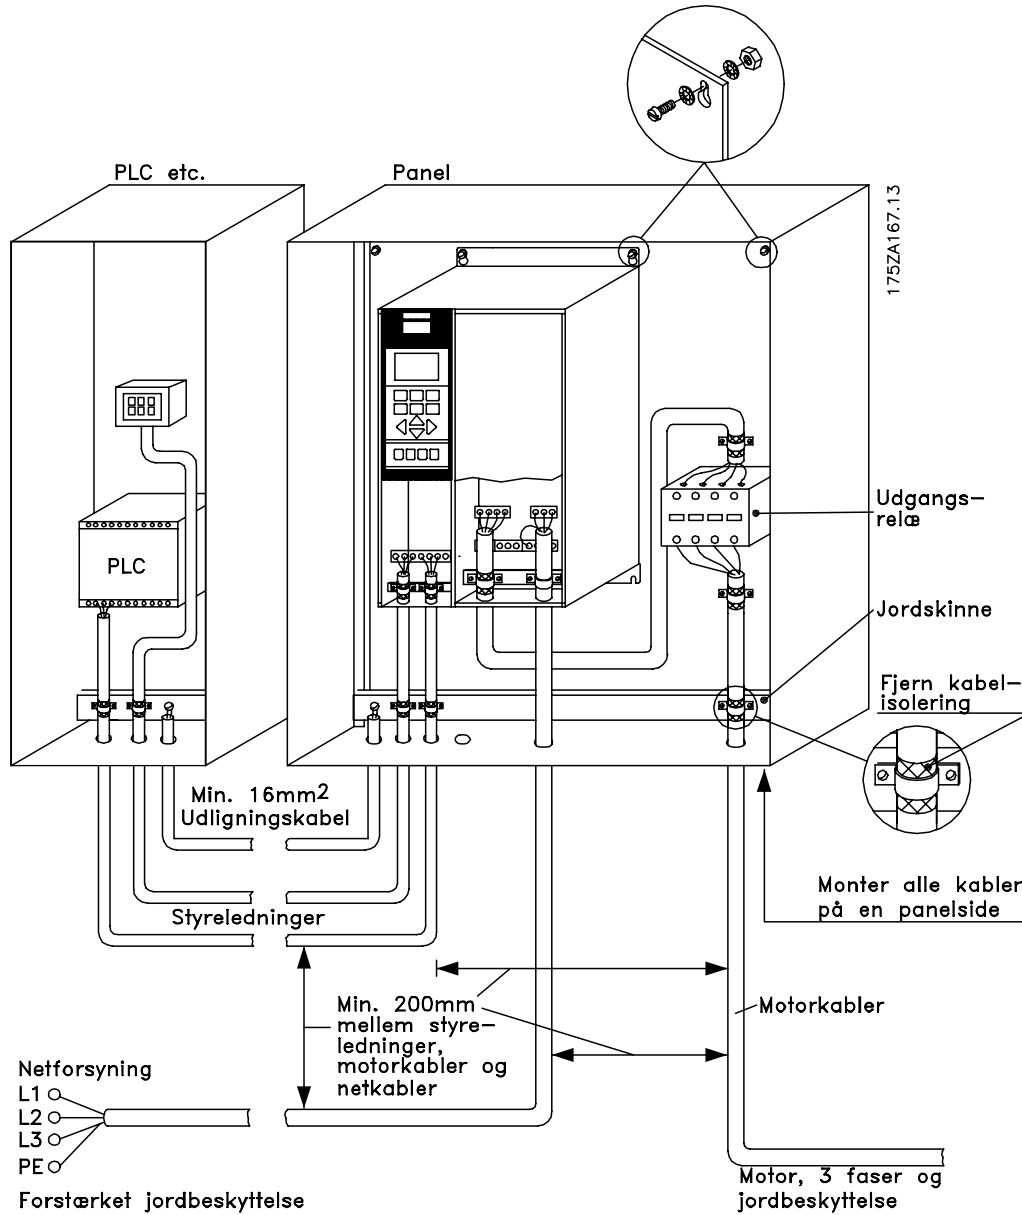 PLC etc.
Panel
175ZA167.13
PLC
Udgangs-
relæ
Jordskinne
Fjern kabel-
isolering
Min. 16mm2
Udligningskabel
Monter alle kabler
på en panelside
Styreledninger
Min. 200mm
mellem styre-
ledninger,
motorkabler og
netkabler
Motorkabler
Netforsyning
L1
L2
L3
PE
Forstærket jordbeskyttelse
Motor, 3 faser og
jordbeskyttelse